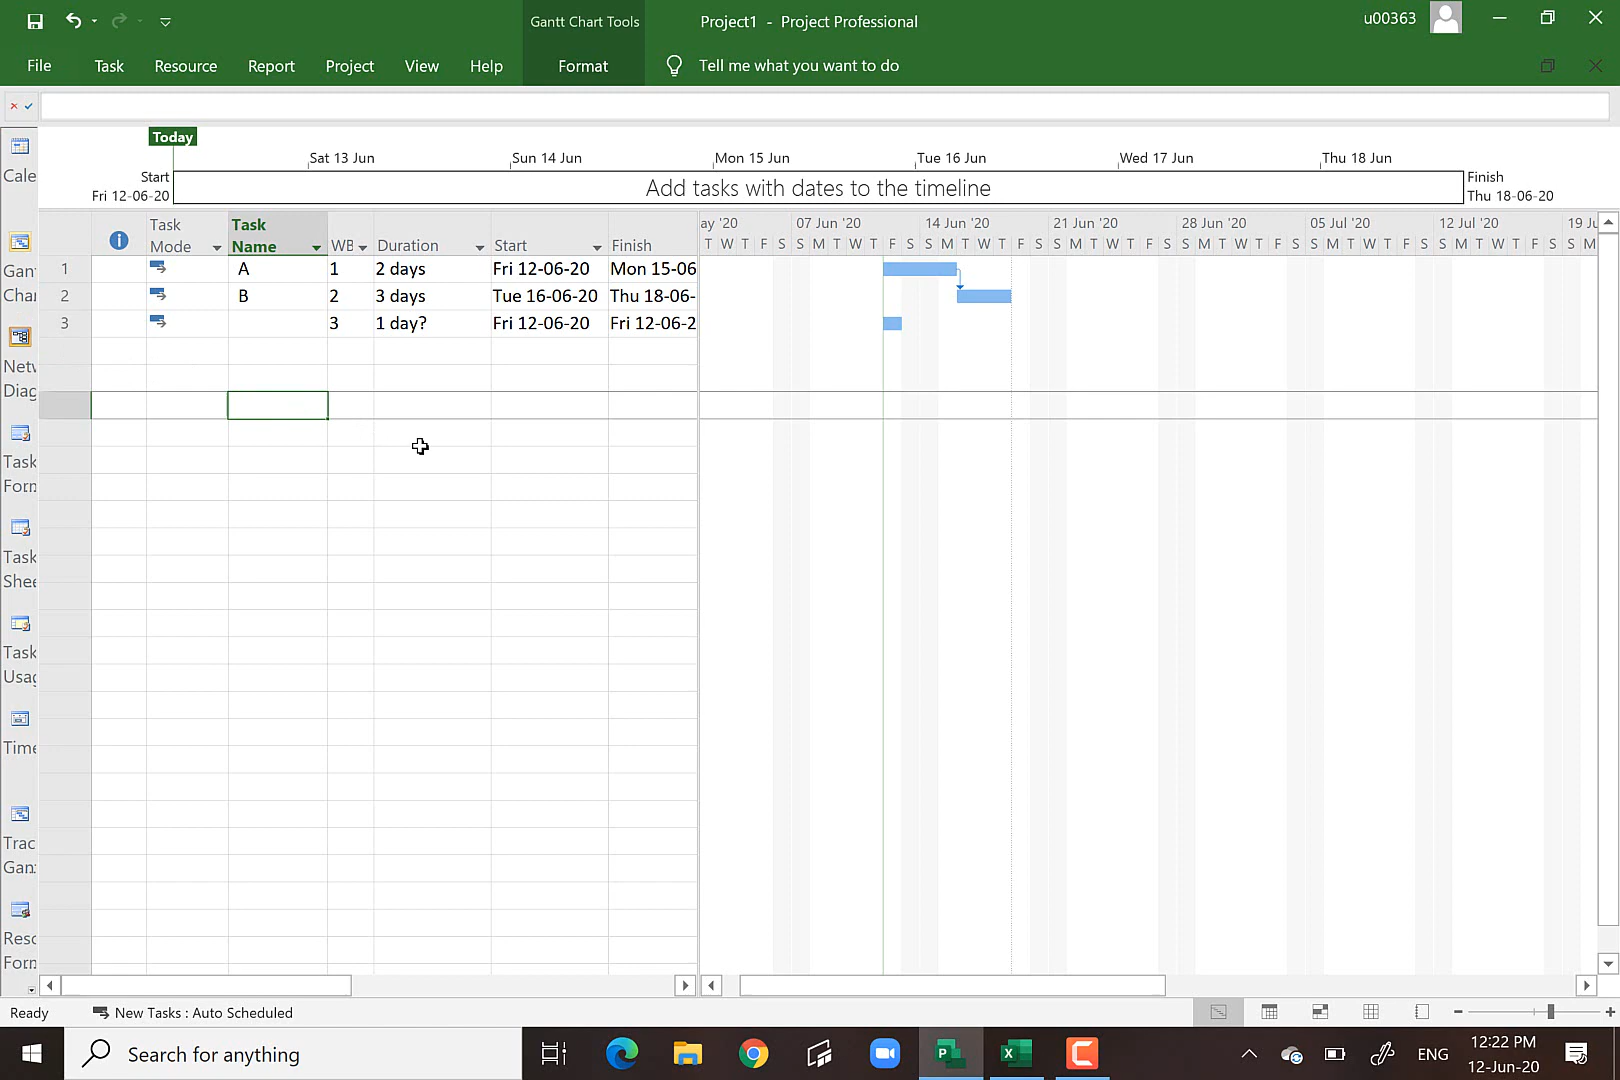 Gantt Chart Tools
Project1 - Project Professional
u00363
File Task Resource Report Project View Help Format Tell me what you want to do
Today
Sat 13 Jun Sun 14 Jun Mon 15 Jun Tue 16 Jun Wed 17 Jun Thu 18 Jun
Start
Fri 12-06-20
Add tasks with dates to the timeline
Finish
Thu 18-06-20
Cale
Gant
Char
Netv
Diag
Task
Form
Task
Shee
Task
Usag
Time
Trac
Gan
Reso
Form
Task
Mode
Task
Name
WB Duration Start Finish
1 A 1 2 days Fri 12-06-20 Mon 15-06
2 B 2 3 days Tue 16-06-20 Thu 18-06-
3 3 1 day? Fri 12-06-20 Fri 12-06-2
ay '20 07 Jun '20 14 Jun '20 21 Jun '20 28 Jun '20 05 Jul '20 12 Jul '20 19 Ju
T W T F S S M T W T F S S M T W T F S S M T W T F S S M T W T F S S M T W T F S S M T W T F S S M
Ready New Tasks : Auto Scheduled
Search for anything
ENG
12:22 PM
12-Jun-20